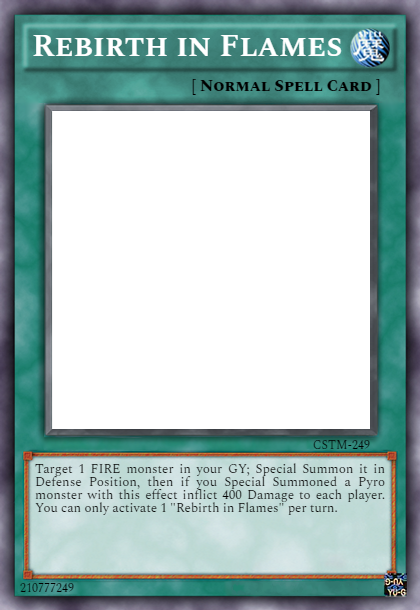 Rebirth in Flames
[ Normal Spell Card ]
CSTM-249
Target 1 FIRE monster in your GY; Special Summon it in
Defense Position, then if you Special Summoned a Pyro
monster with this effect inflict 400 Damage to each player.
You can only activate 1 "Rebirth in Flames" per turn.
210777249